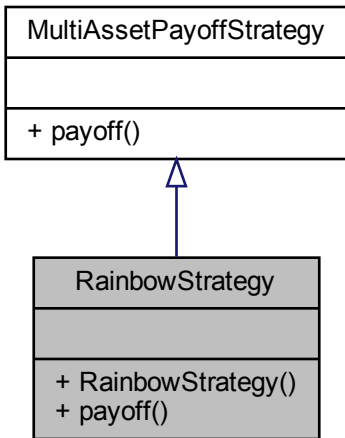 MultiAssetPayoffStrategy
+ payoff()
RainbowStrategy
+ RainbowStrategy()
+ payoff()